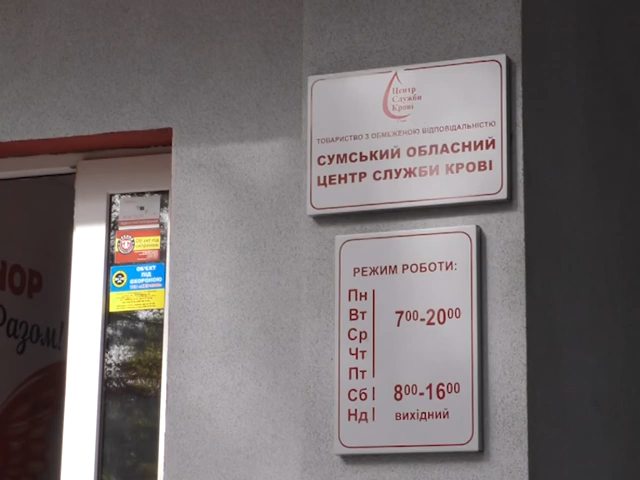 Центр
Служби
Крові
ТОВАРИСТВО З ОБМЕЖЕНОЮ ВІДПОВІДАЛЬНІСТЮ
СУМСЬКИЙ ОБЛАСНИЙ
ЦЕНТР СЛУЖБИ КРОВІ
РЕЖИМ РОБОТИ:
Пн
Вт 7⁰⁰-20⁰⁰
Ср
Чт
Пт
Сб 8⁰⁰-16⁰⁰
Нд вихідний
ОБ'ЄКТ
ПІД
ОХОРОНОЮ
НОР
Разом!